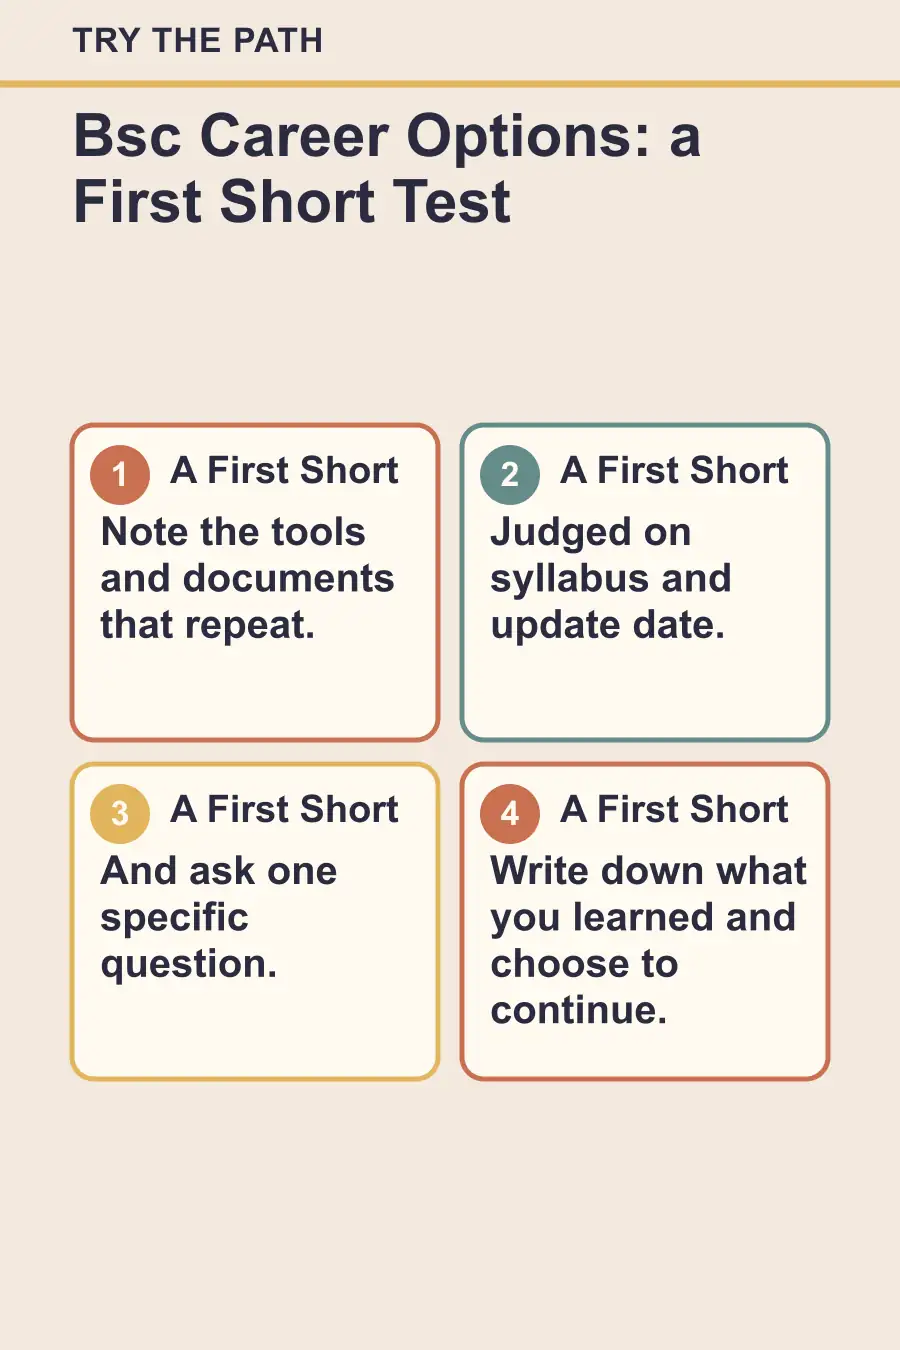 TRY THE PATH
Bsc Career Options: a
First Short Test
1 A First Short
Note the tools
and documents
that repeat.
2 A First Short
Judged on
syllabus and
update date.
3 A First Short
And ask one
specific
question.
4 A First Short
Write down what
you learned and
choose to
continue.